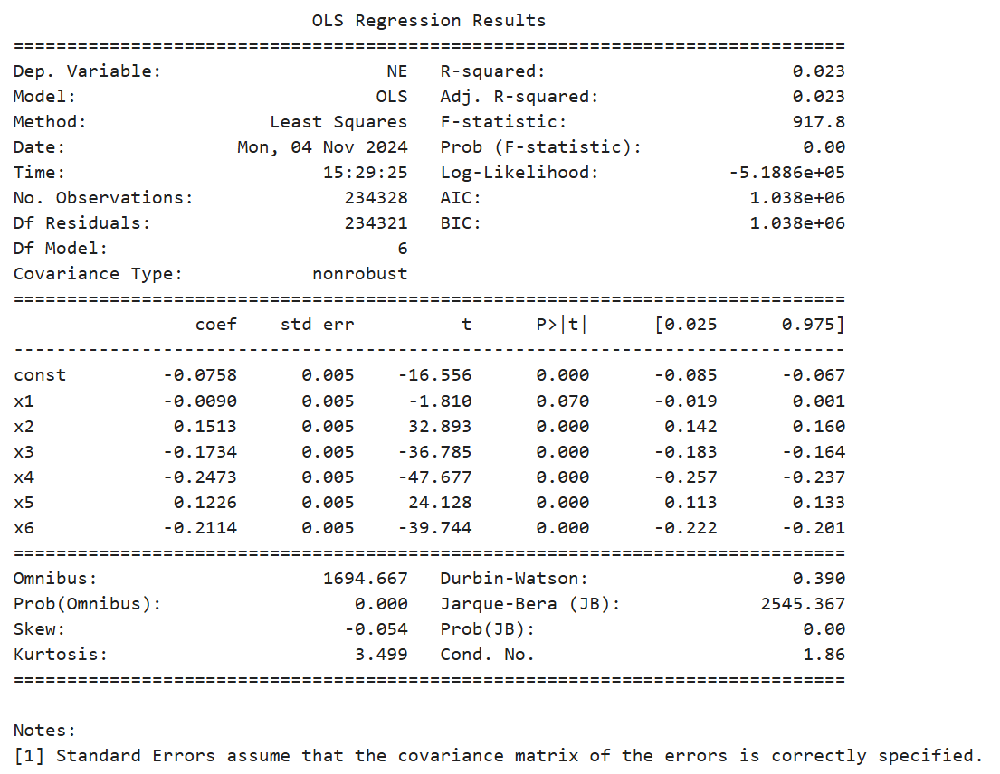 OLS Regression Results
==============================================================================
Dep. Variable:                     NE   R-squared:                       0.023
Model:                            OLS   Adj. R-squared:                  0.023
Method:                 Least Squares   F-statistic:                     917.8
Date:                Mon, 04 Nov 2024   Prob (F-statistic):               0.00
Time:                        15:29:25   Log-Likelihood:            -5.1886e+05
No. Observations:              234328   AIC:                         1.038e+06
Df Residuals:                  234321   BIC:                         1.038e+06
Df Model:                           6
Covariance Type:            nonrobust
==============================================================================
                 coef    std err          t      P>|t|      [0.025      0.975]
------------------------------------------------------------------------------
const         -0.0758      0.005    -16.556      0.000      -0.085      -0.067
x1            -0.0090      0.005     -1.810      0.070      -0.019       0.001
x2             0.1513      0.005     32.893      0.000       0.142       0.160
x3            -0.1734      0.005    -36.785      0.000      -0.183      -0.164
x4            -0.2473      0.005    -47.677      0.000      -0.257      -0.237
x5             0.1226      0.005     24.128      0.000       0.113       0.133
x6            -0.2114      0.005    -39.744      0.000      -0.222      -0.201
==============================================================================
Omnibus:                     1694.667   Durbin-Watson:                   0.390
Prob(Omnibus):                  0.000   Jarque-Bera (JB):             2545.367
Skew:                          -0.054   Prob(JB):                         0.00
Kurtosis:                       3.499   Cond. No.                         1.86
==============================================================================

Notes:
[1] Standard Errors assume that the covariance matrix of the errors is correctly specified.